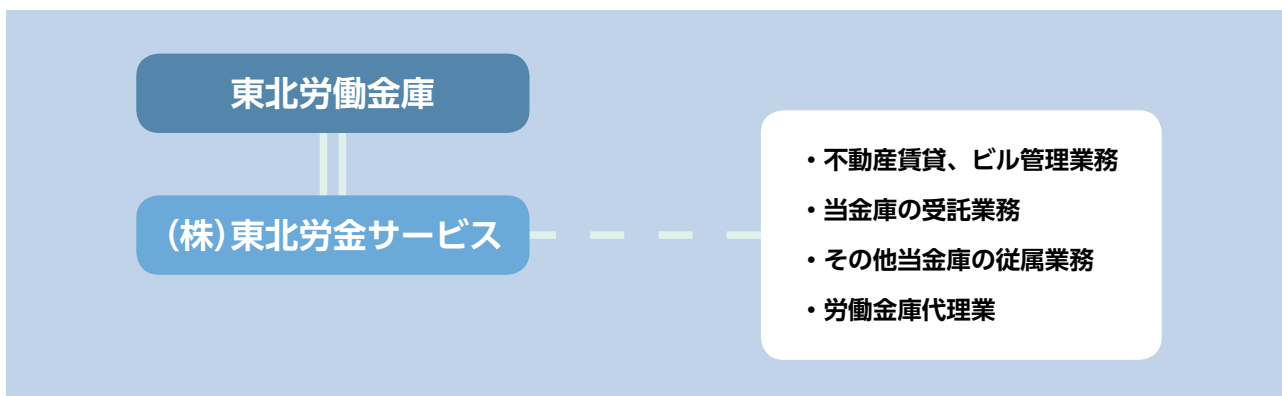 東北労働金庫
(株)東北労金サービス
・不動産賃貸、ビル管理業務
・当金庫の受託業務
・その他当金庫の従属業務
・労働金庫代理業